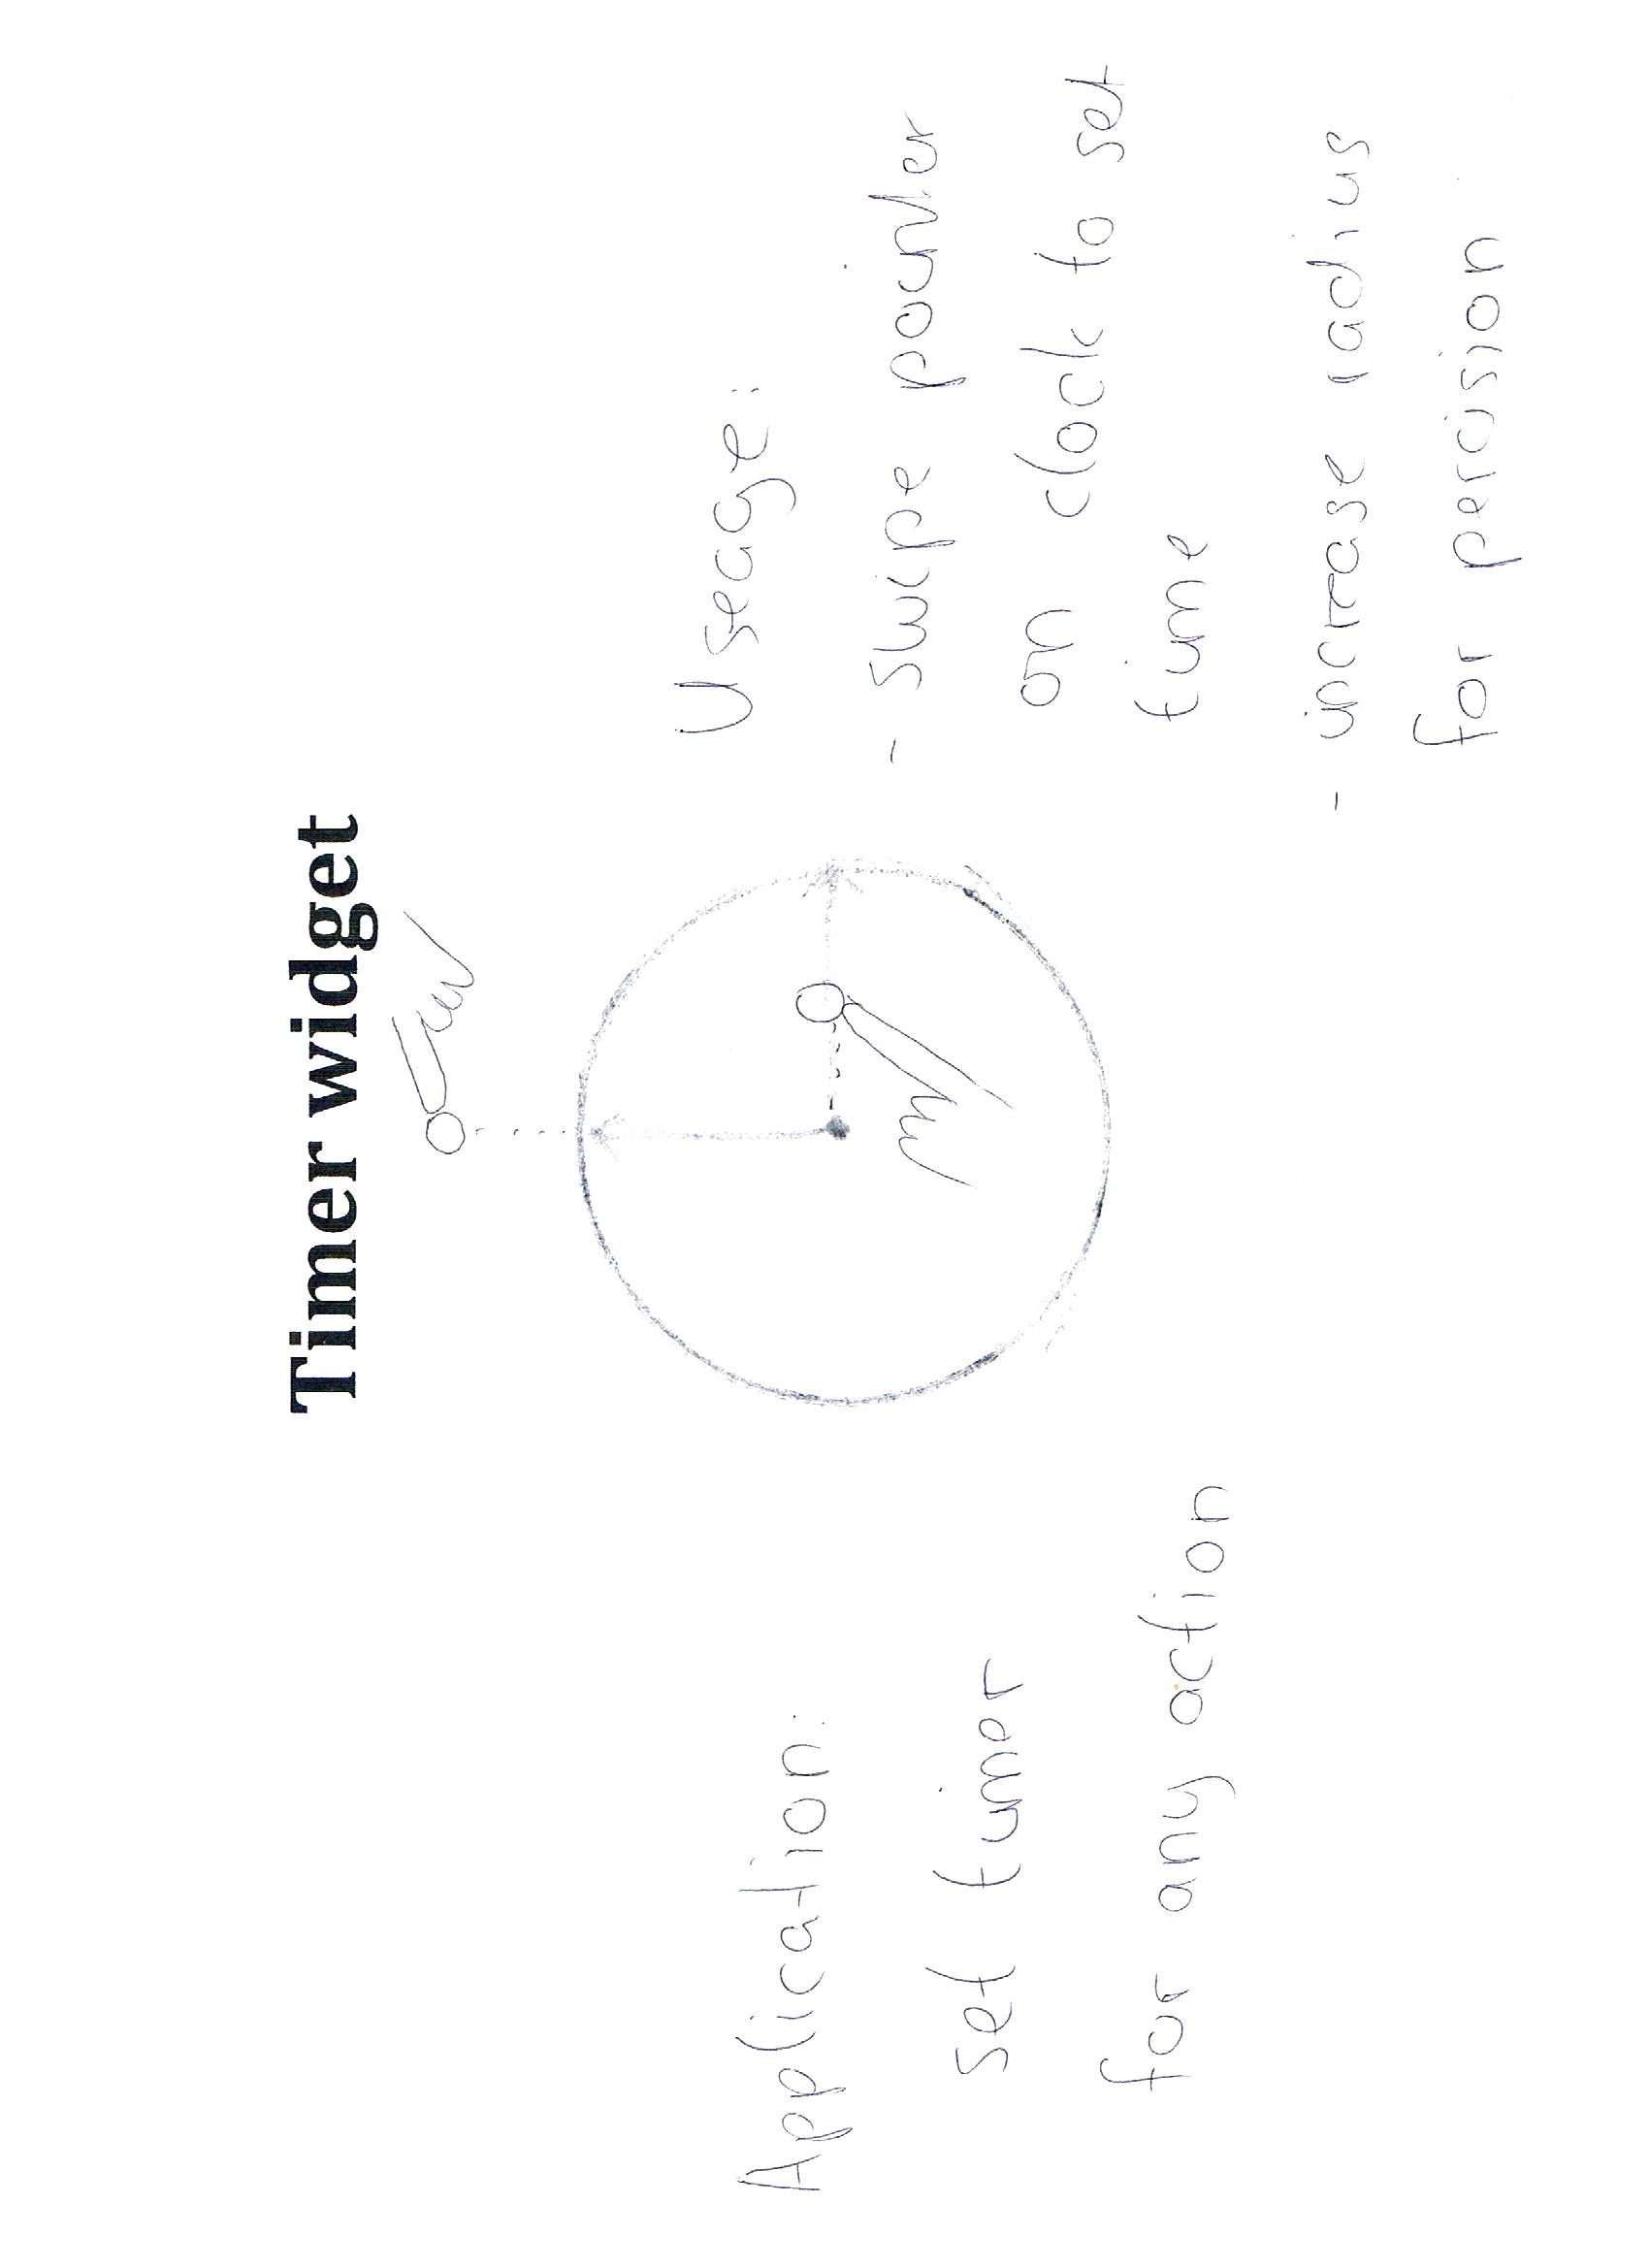 Timer widget
Application:
set timer
for any action
Useage:
- swipe pointer
on clock to set
time
- increase radius
for percision